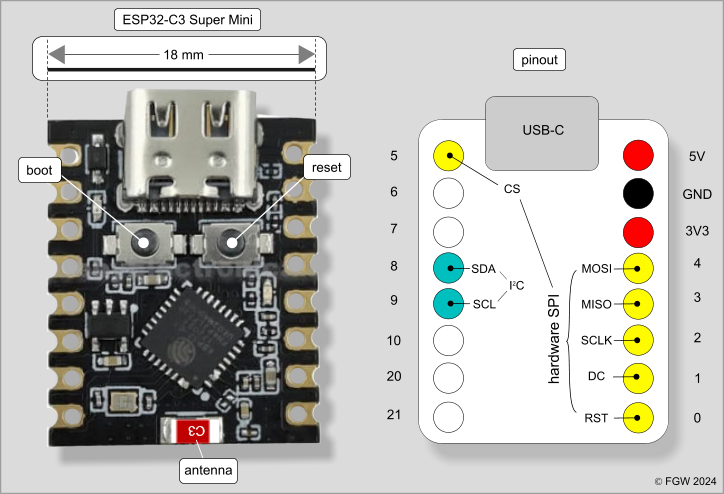 ESP32-C3 Super Mini
18 mm
pinout
USB-C
boot
reset
5
5V
6
CS
GND
7
3V3
8
SDA
I²C
MOSI
4
9
SCL
MISO
3
hardware SPI
10
SCLK
2
20
DC
1
21
RST
0
C3
antenna
© FGW 2024